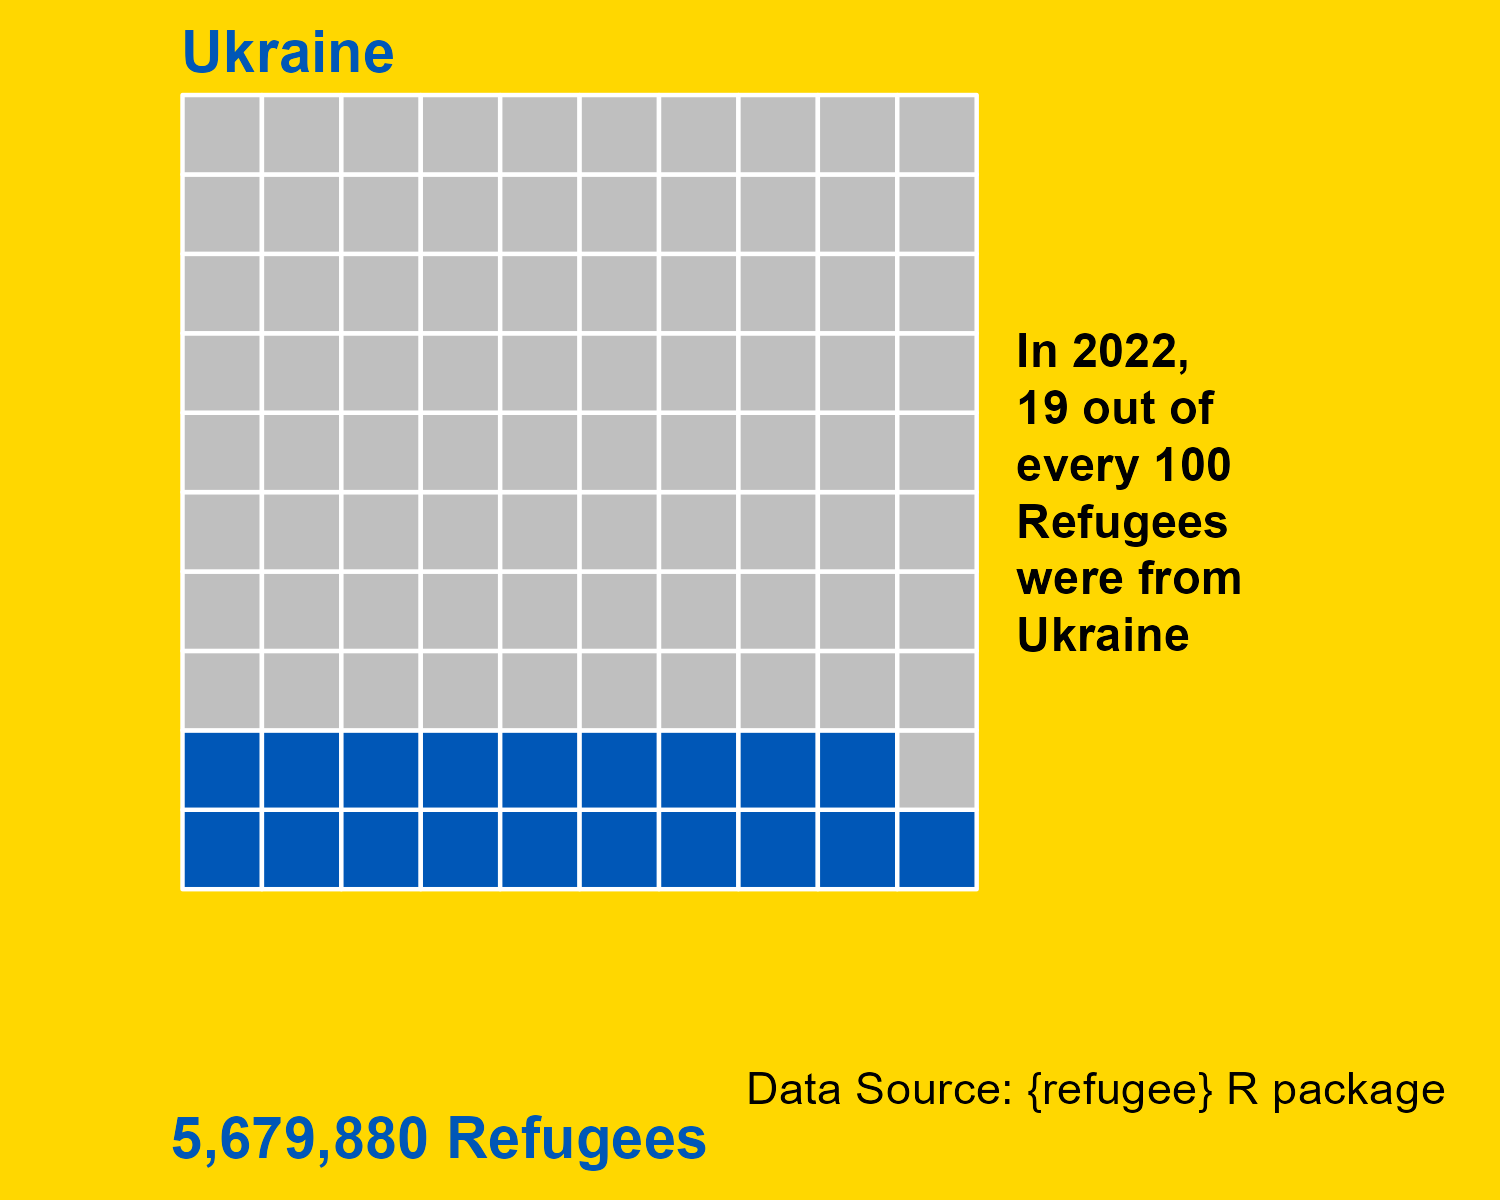 Ukraine
In 2022,
19 out of
every 100
Refugees
were from
Ukraine
Data Source: {refugee} R package
5,679,880 Refugees